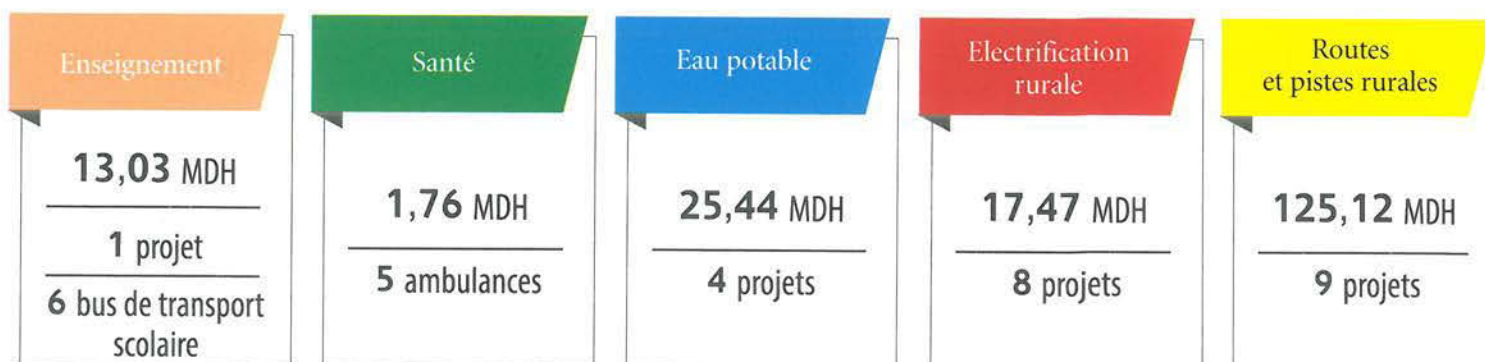 Enseignement
13,03 MDH
1 projet
6 bus de transport
scolaire
Santé
1,76 MDH
5 ambulances
Eau potable
25,44 MDH
4 projets
Electrification
rurale
17,47 MDH
8 projets
Routes
et pistes rurales
125,12 MDH
9 projets